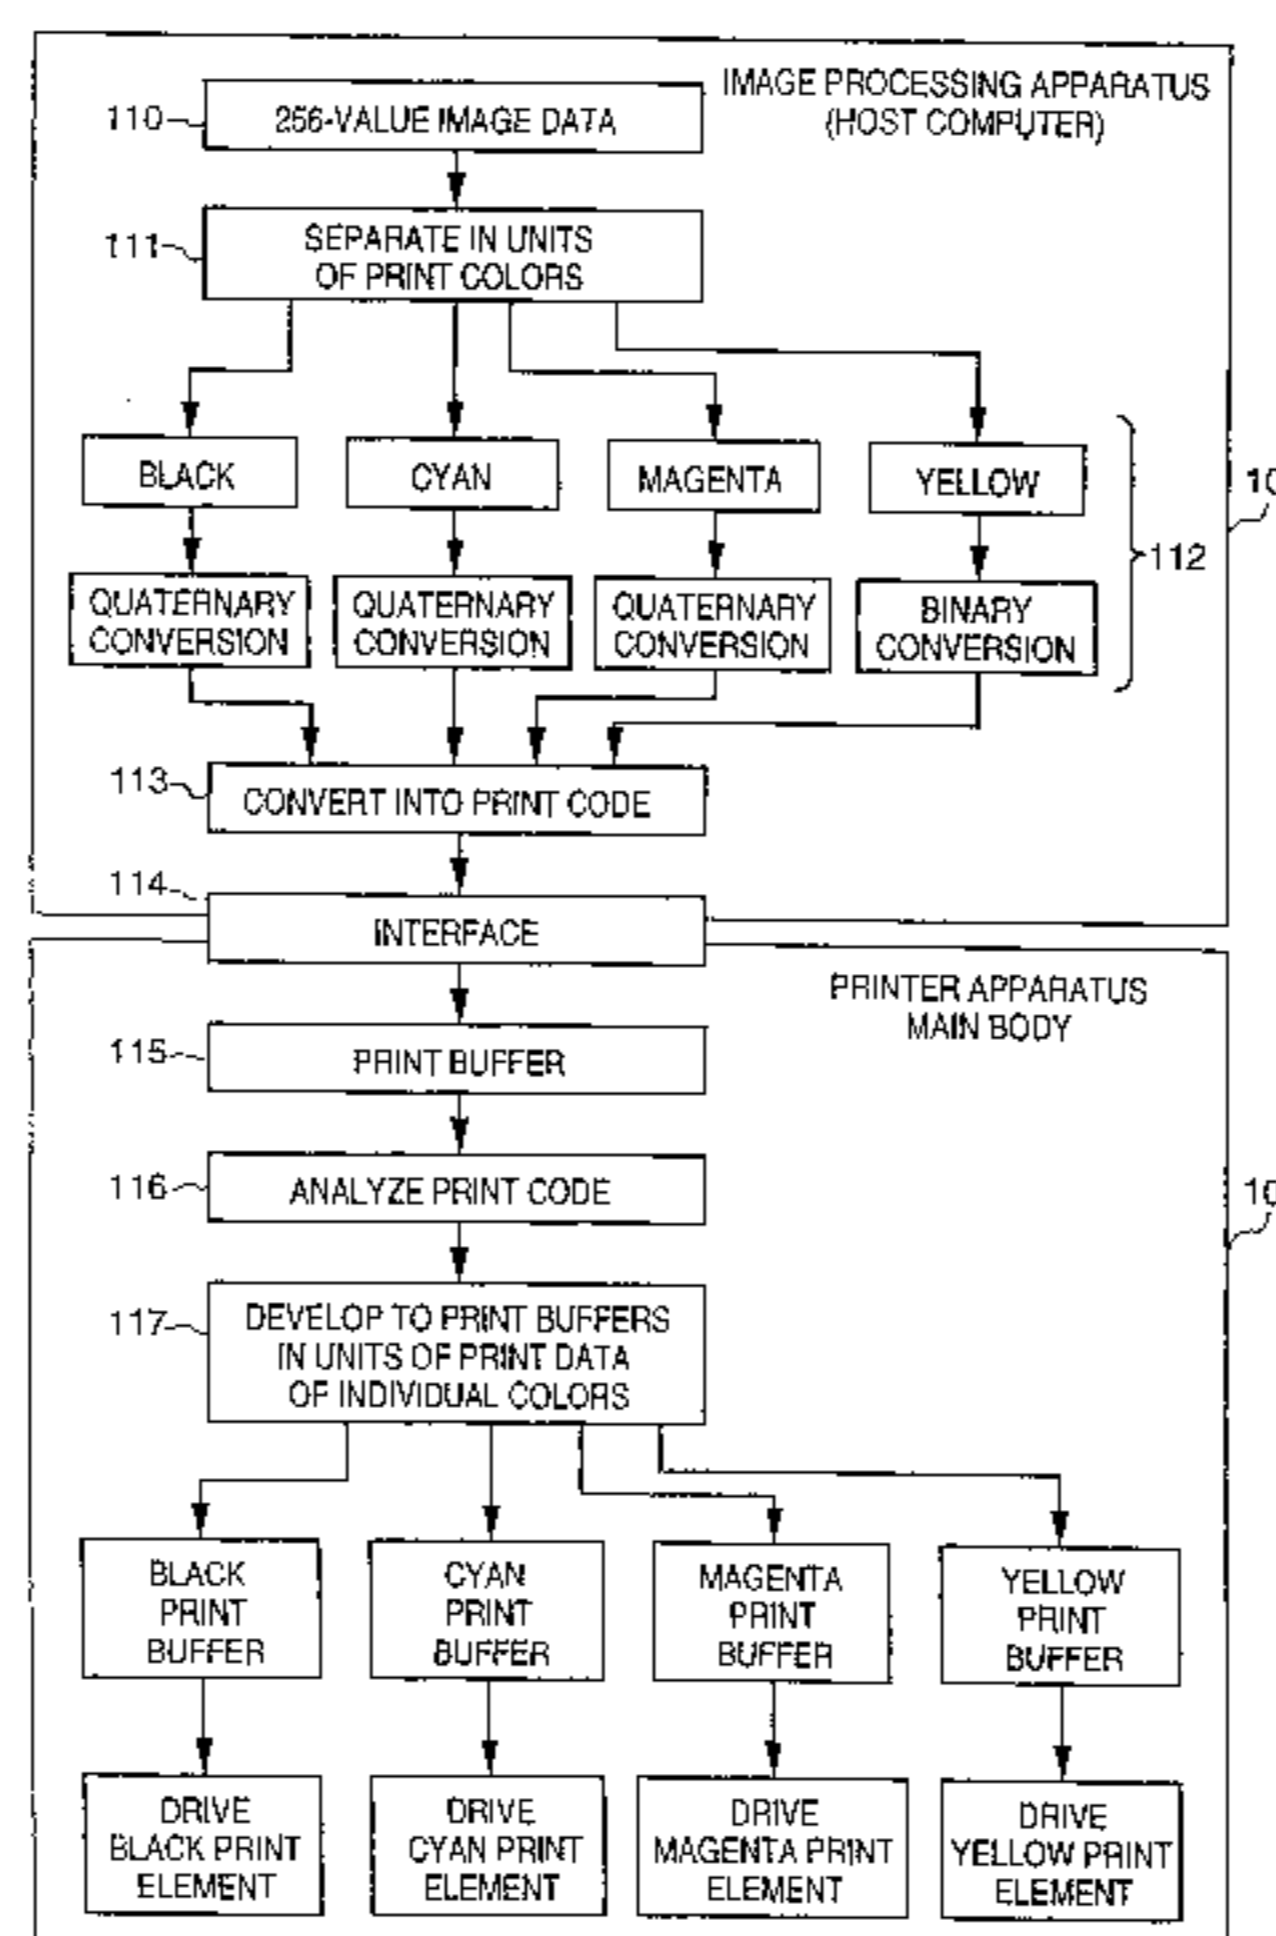 IMAGE PROCESSING APPARATUS
(HOST COMPUTER)
110
256-VALUE IMAGE DATA
111
SEPARATE IN UNITS
OF PRINT COLORS
BLACK
CYAN
MAGENTA
YELLOW
QUATERNARY
CONVERSION
QUATERNARY
CONVERSION
QUATERNARY
CONVERSION
BINARY
CONVERSION
112
10
113
CONVERT INTO PRINT CODE
114
INTERFACE
PRINTER APPARATUS
MAIN BODY
115
PRINT BUFFER
116
ANALYZE PRINT CODE
10
117
DEVELOP TO PRINT BUFFERS
IN UNITS OF PRINT DATA
OF INDIVIDUAL COLORS
BLACK
PRINT
BUFFER
CYAN
PRINT
BUFFER
MAGENTA
PRINT
BUFFER
YELLOW
PRINT
BUFFER
DRIVE
BLACK PRINT
ELEMENT
DRIVE
CYAN PRINT
ELEMENT
DRIVE
MAGENTA PRINT
ELEMENT
DRIVE
YELLOW PRINT
ELEMENT